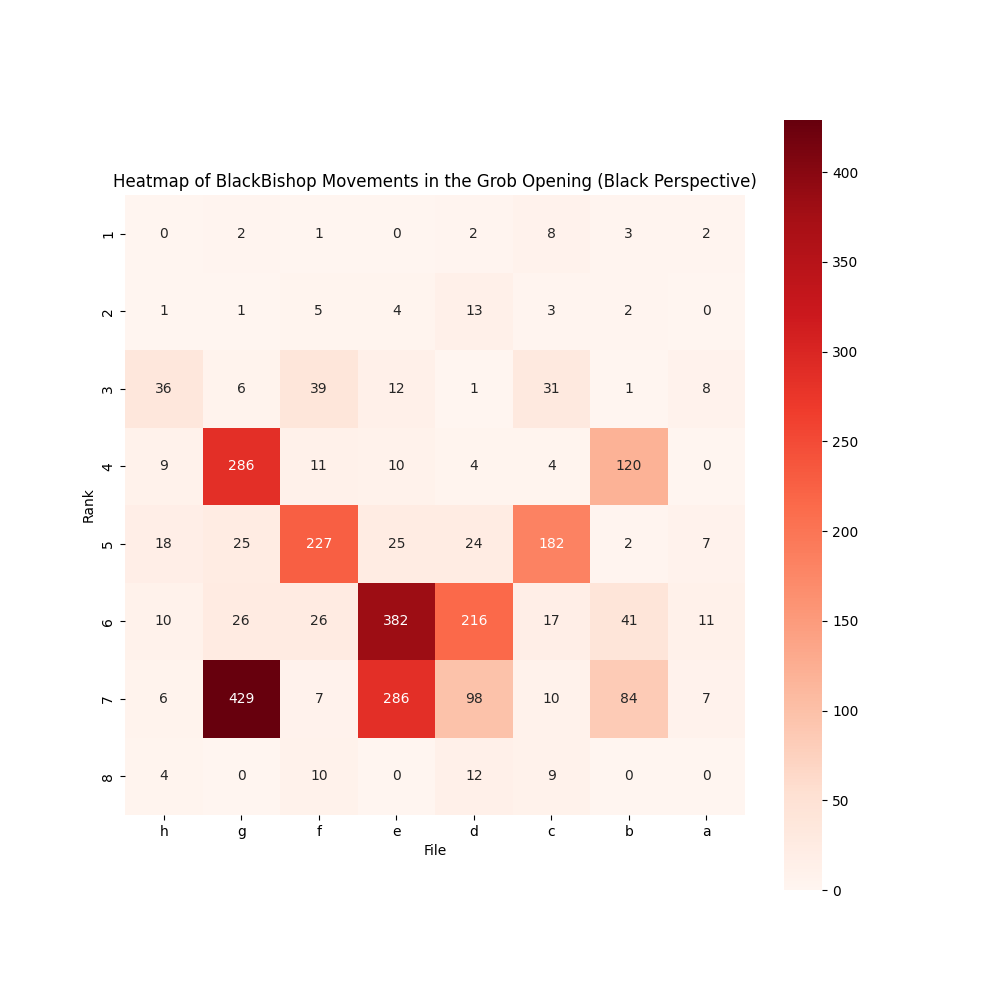 Heatmap of BlackBishop Movements in the Grob Opening (Black Perspective)
1 0 2 1 0 2 8 3 2
2 1 1 5 4 13 3 2 0
3 36 6 39 12 1 31 1 8
4 9 286 11 10 4 4 120 0
Rank
5 18 25 227 25 24 182 2 7
6 10 26 26 382 216 17 41 11
7 6 429 7 286 98 10 84 7
8 4 0 10 0 12 9 0 0
h g f e d c b a
File
400
350
300
250
200
150
100
50
0